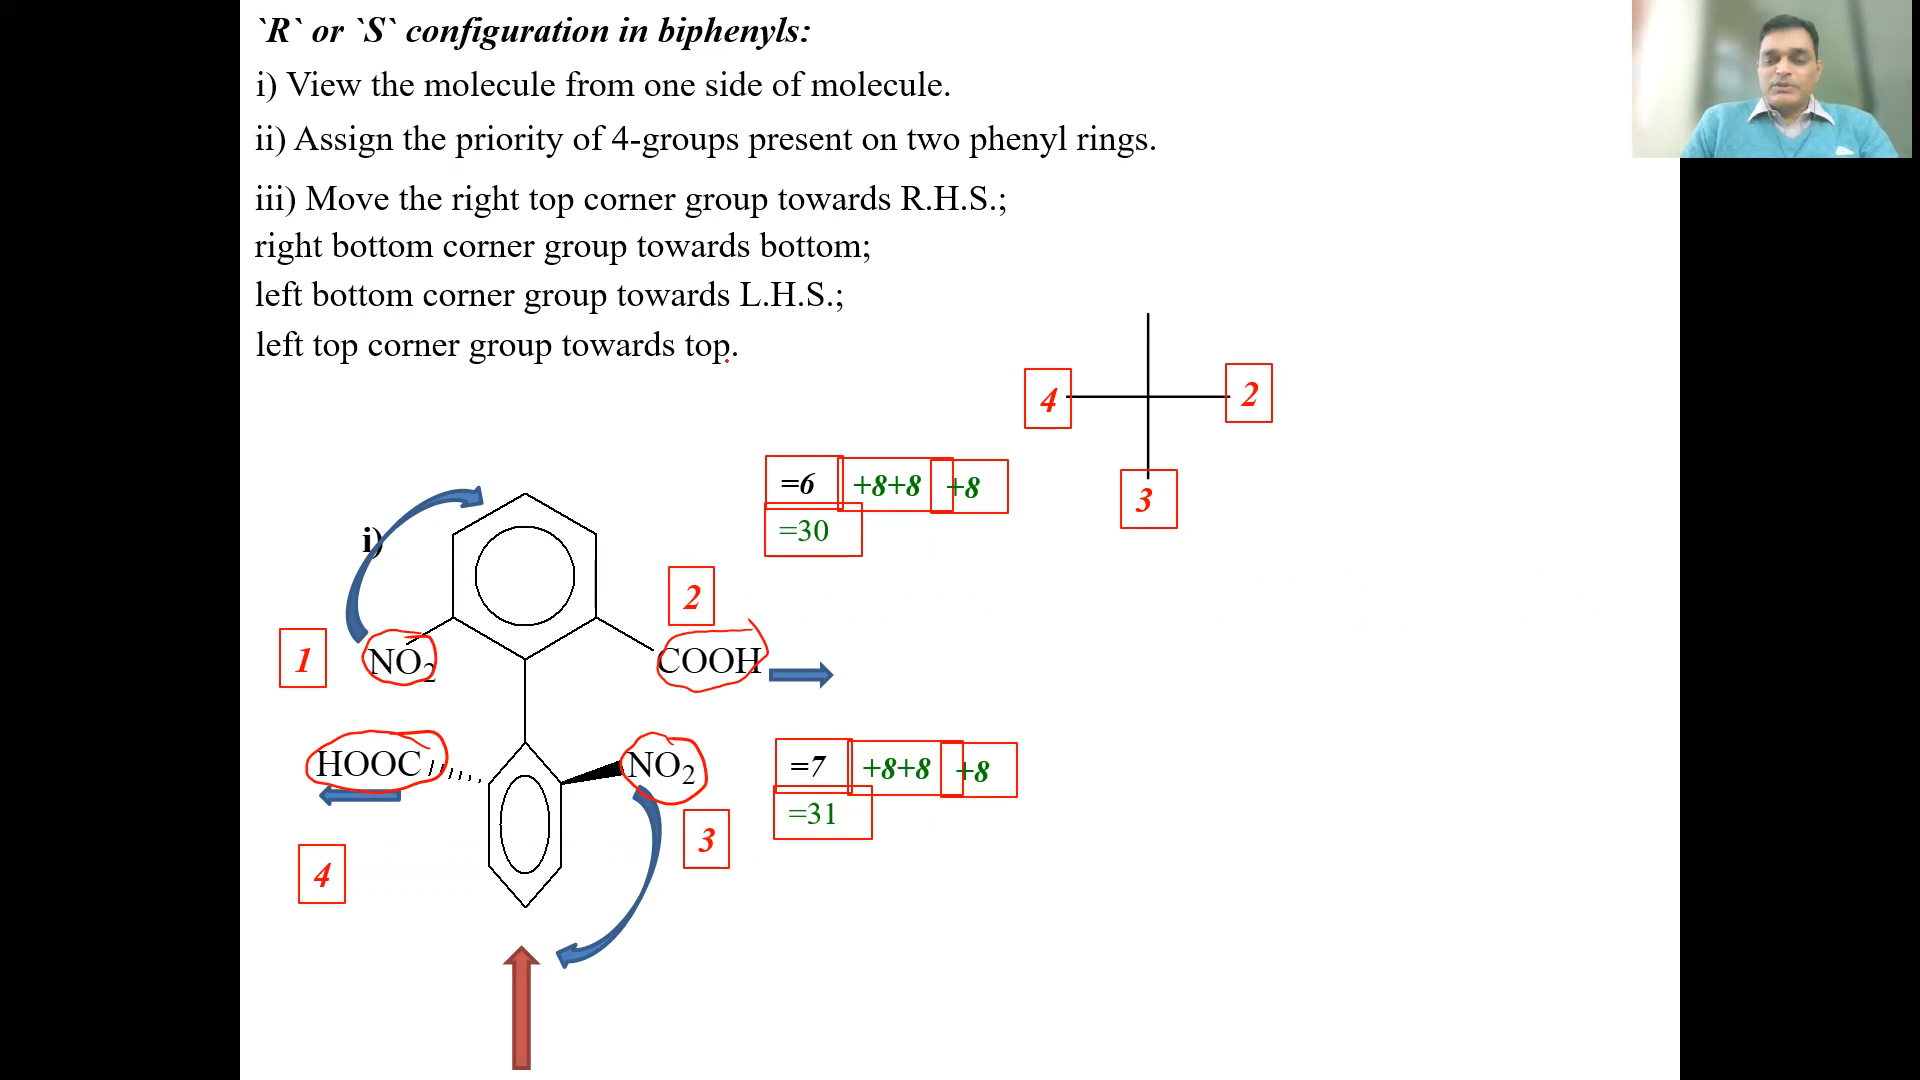 `R` or `S` configuration in biphenyls:
i) View the molecule from one side of molecule.
ii) Assign the priority of 4-groups present on two phenyl rings.
iii) Move the right top corner group towards R.H.S.;
right bottom corner group towards bottom;
left bottom corner group towards L.H.S.;
left top corner group towards top.
4 2
3
=6 +8+8 +8
=30
i)
2
1 NO2 COOH
HOOC NO2
=7 +8+8 +8
=31
3
4